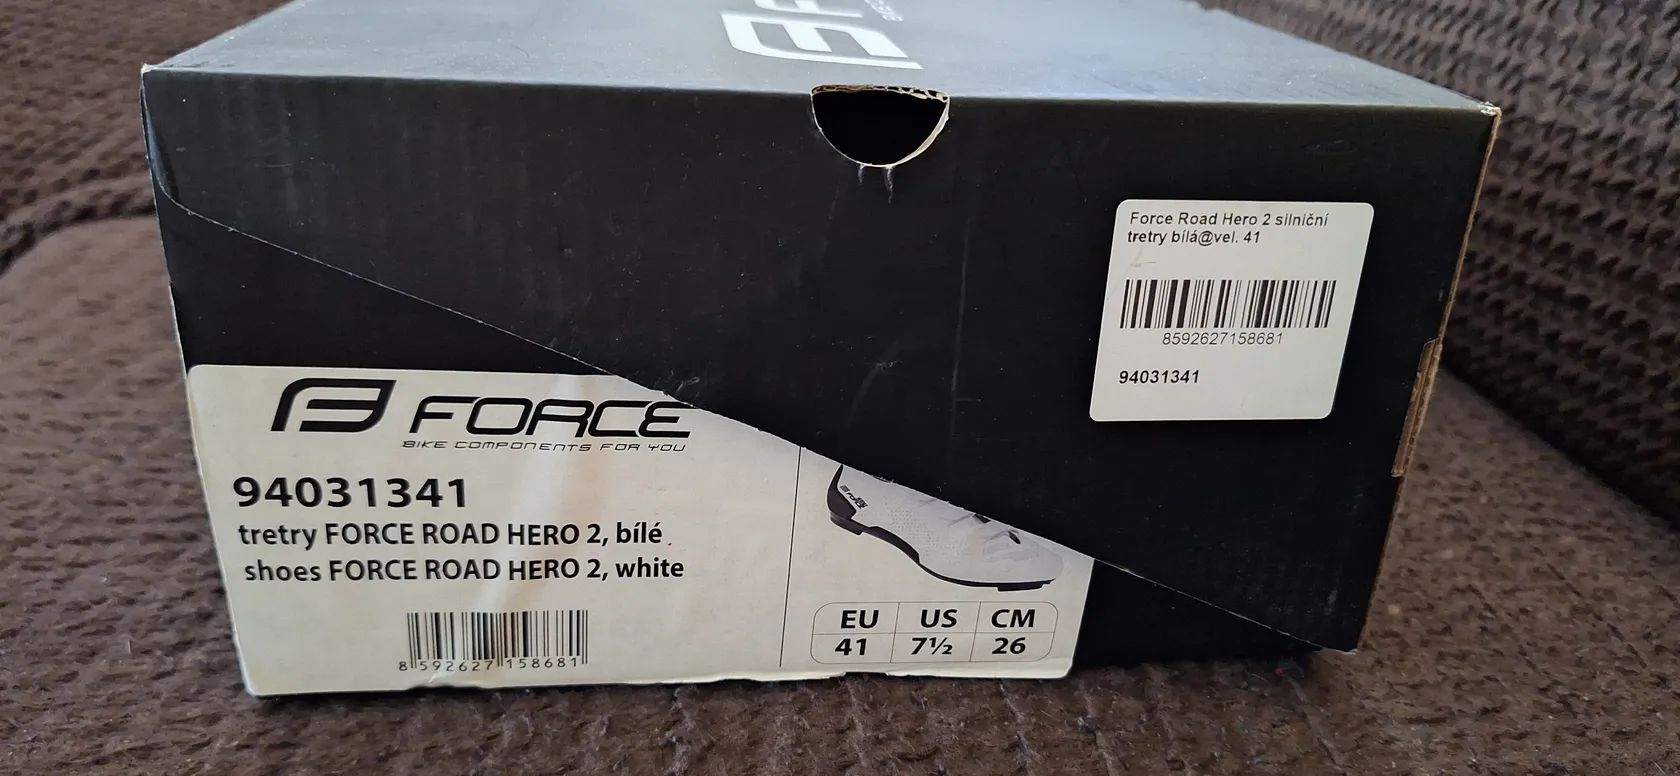 FORCE
BIKE COMPONENTS FOR YOU
94031341
tretry FORCE ROAD HERO 2, bílé
shoes FORCE ROAD HERO 2, white
8 592627 158681
EU US CM
41 7½ 26
Force Road Hero 2 silniční
tretry bílá@vel. 41
8592627158681
94031341